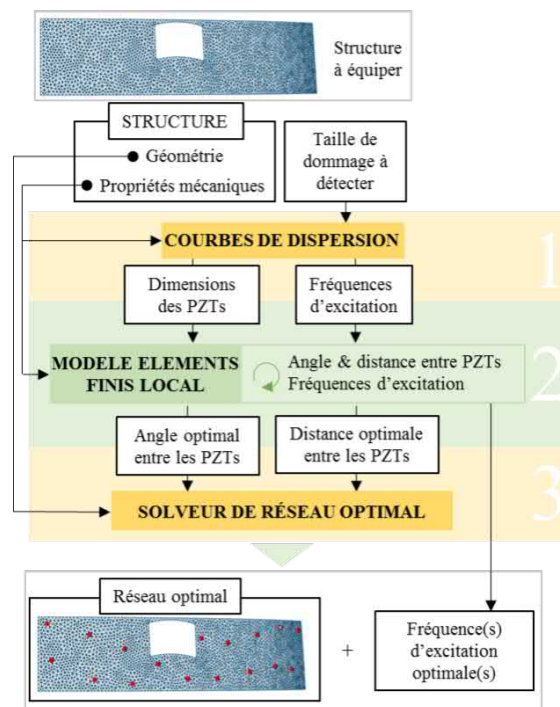 Structure
à équiper
STRUCTURE
Géométrie
Propriétés mécaniques
Taille de
dommage à
détecter
1
COURBES DE DISPERSION
Dimensions
des PZTs
Fréquences
d'excitation
2
MODELE ELEMENTS
FINIS LOCAL
Angle & distance entre PZTs
Fréquences d'excitation
Angle optimal
entre les PZTs
Distance optimale
entre les PZTs
3
SOLVEUR DE RÉSEAU OPTIMAL
Réseau optimal
+
Fréquence(s)
d'excitation
optimale(s)